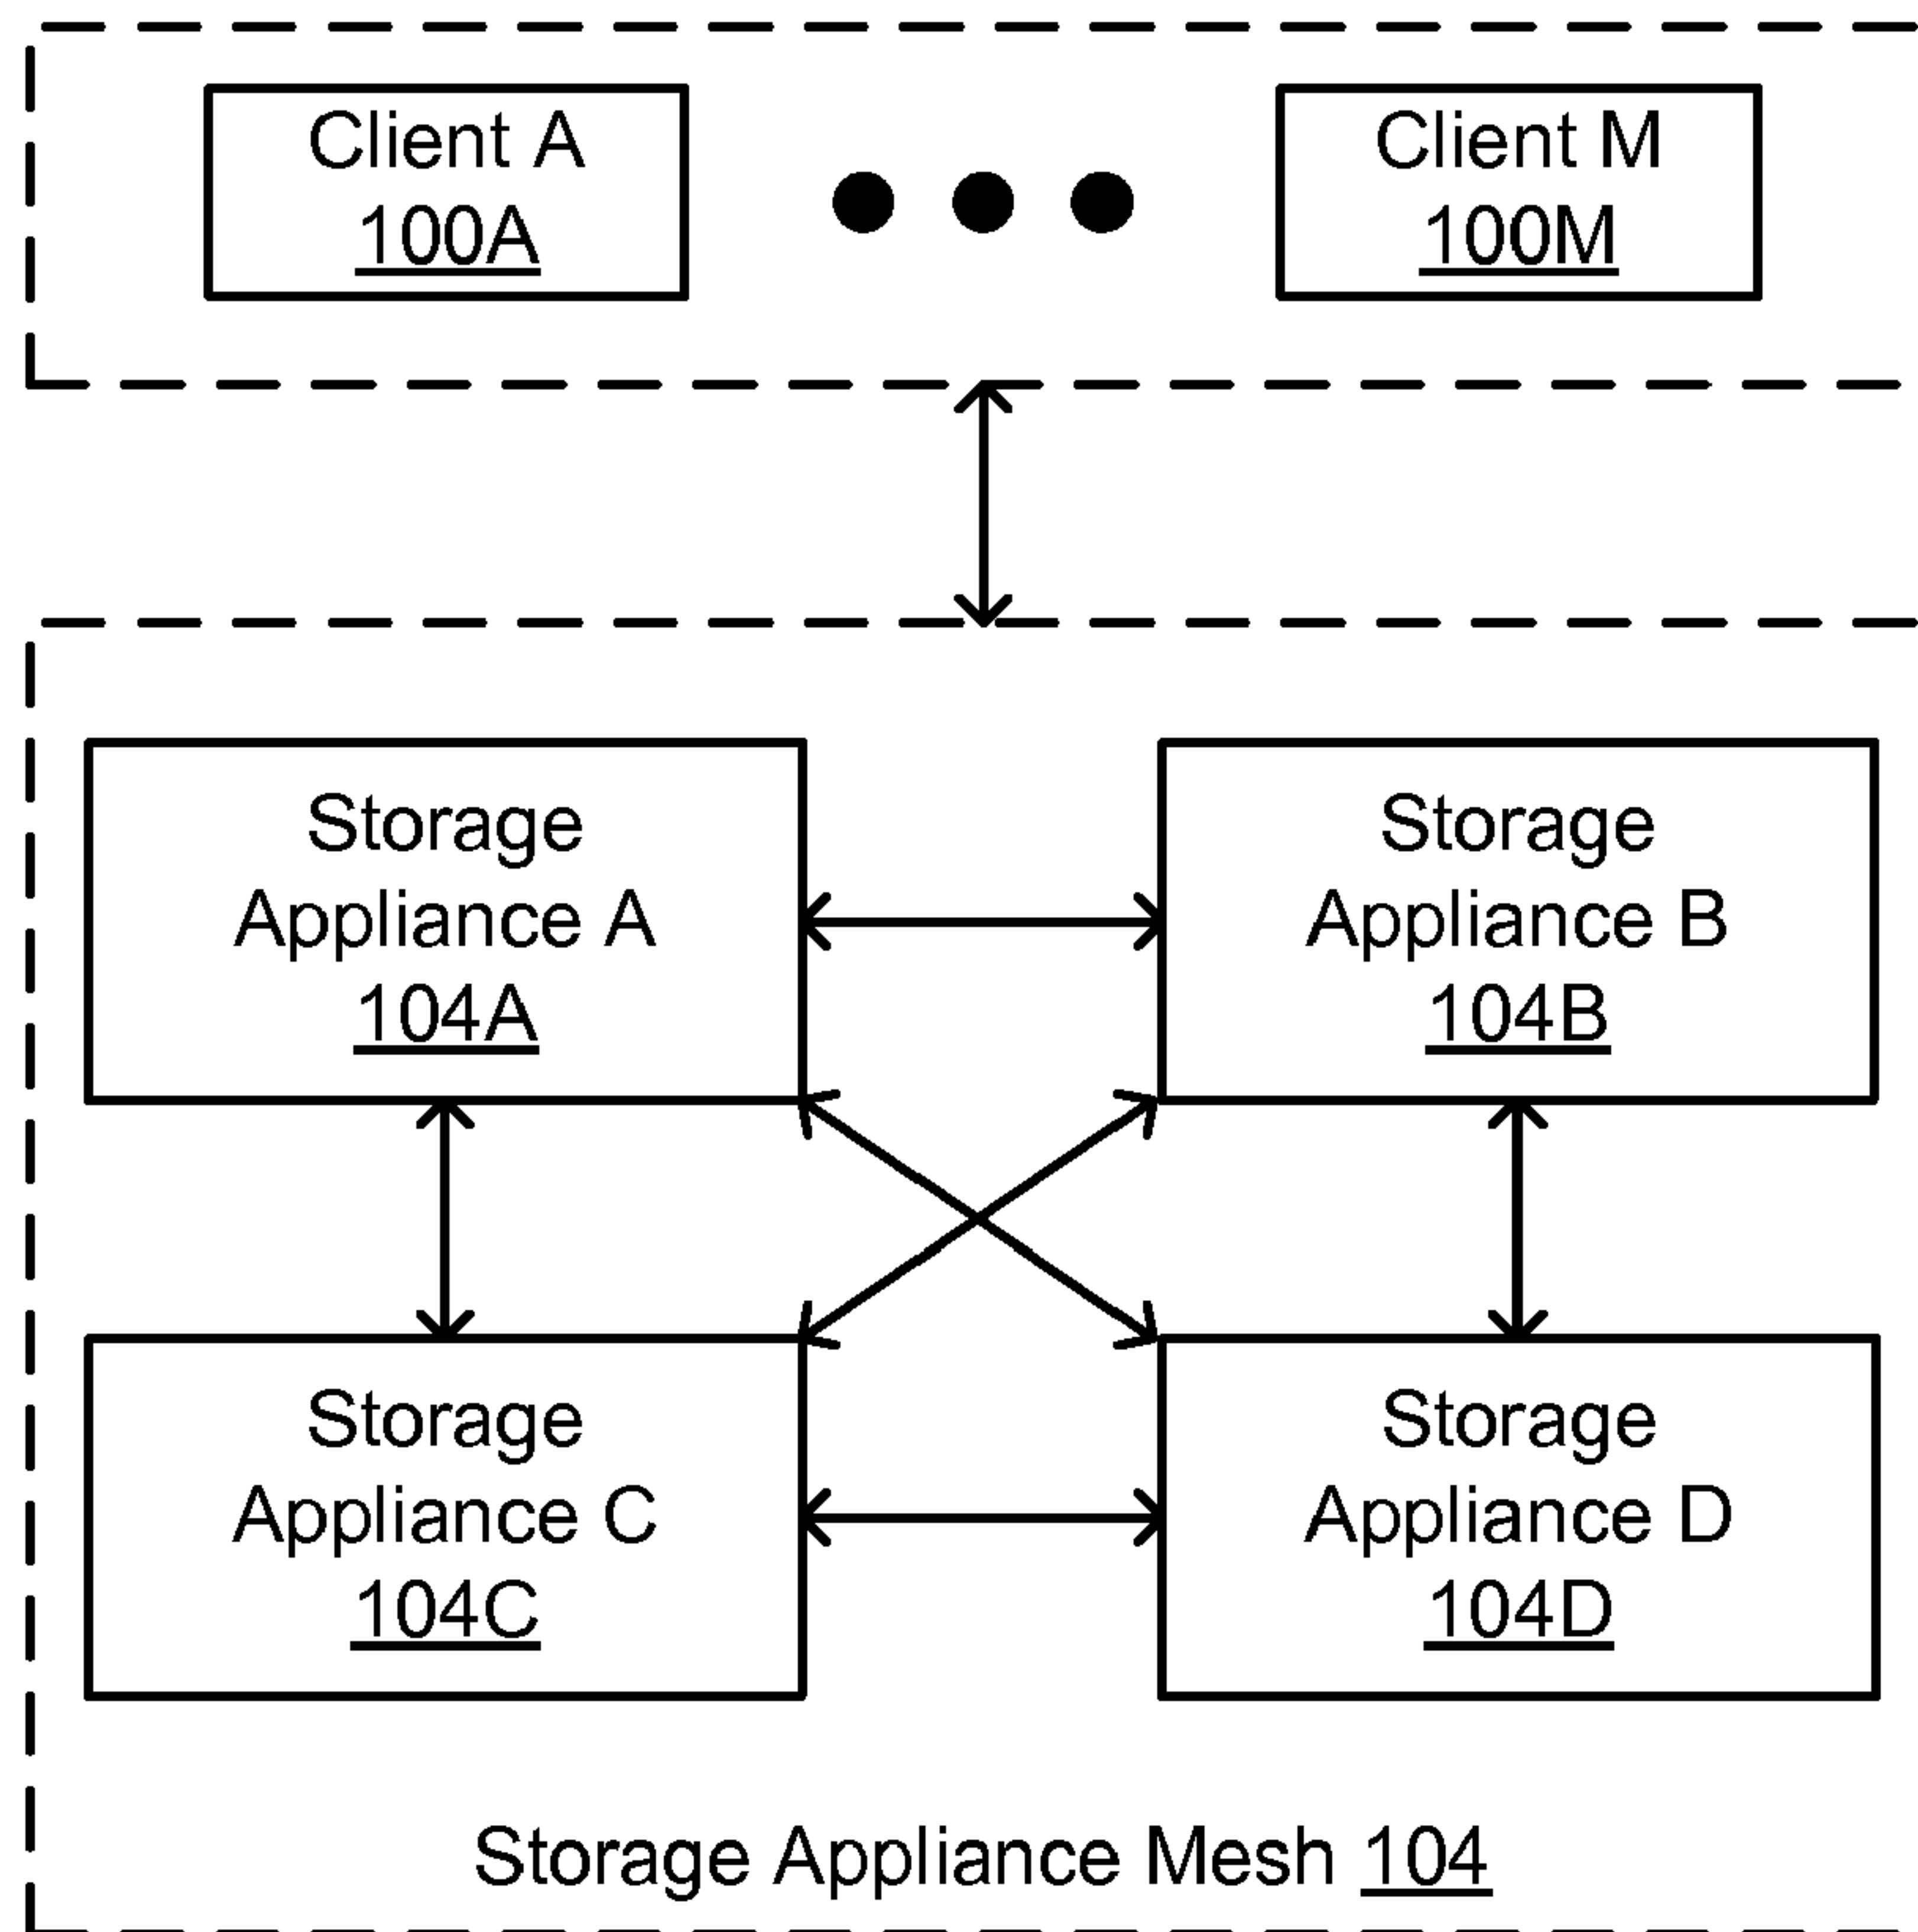 Client A
100A
Client M
100M
Storage
Appliance A
104A
Storage
Appliance B
104B
Storage
Appliance C
104C
Storage
Appliance D
104D
Storage Appliance Mesh 104